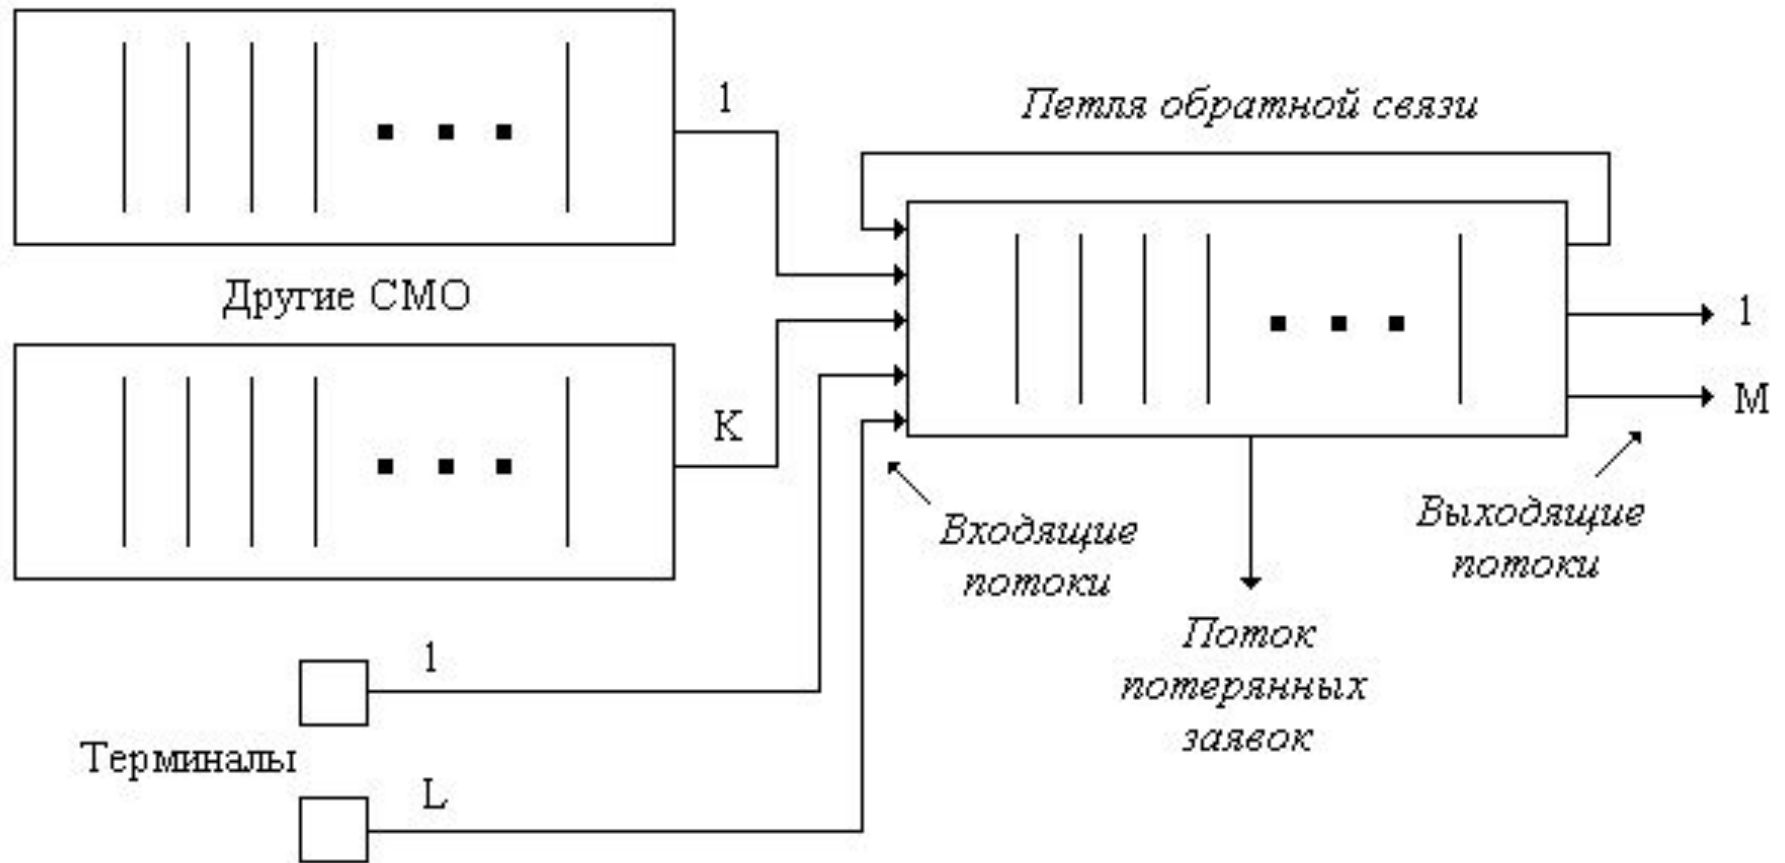 1
Петля обратной связи
Другие СМО
1
К
М
Входящие
потоки
Выходящие
потоки
Поток
потерянных
заявок
1
Терминалы
L